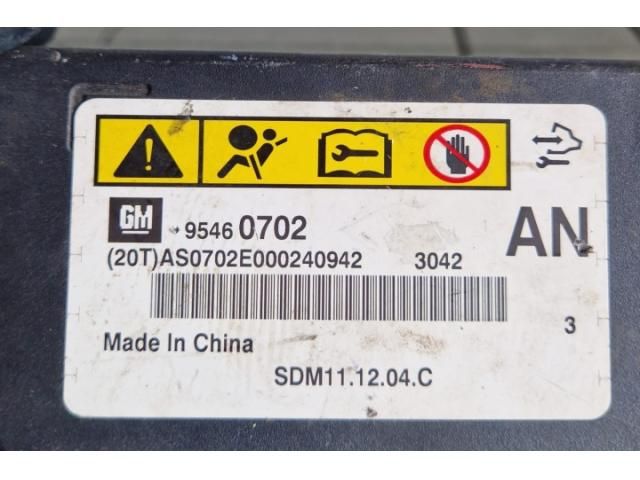 GM 9546 0702 AN
(20T)AS0702E000240942 3042
3
Made In China
SDM11.12.04.C